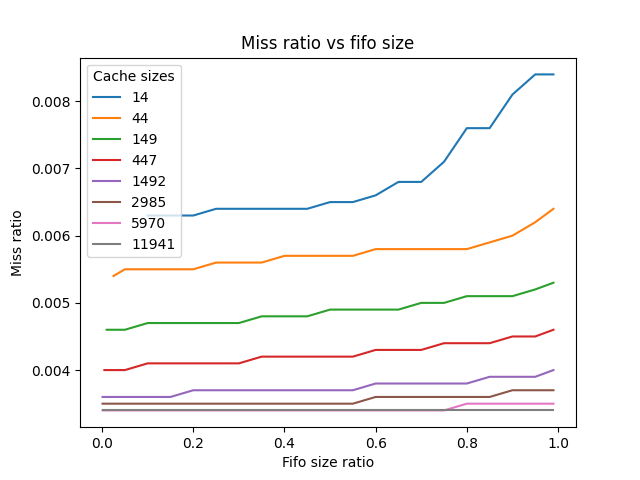 Miss ratio vs fifo size
Cache sizes
14
44
149
447
1492
2985
5970
11941
0.008
0.007
0.006
0.005
0.004
Miss ratio
0.0 0.2 0.4 0.6 0.8 1.0
Fifo size ratio